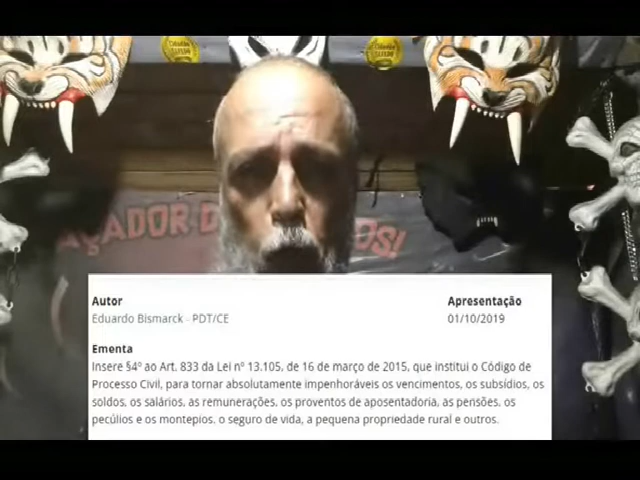 AÇADOR D
OS!
Autor
Apresentação
Eduardo Bismarck - PDT/CE
01/10/2019
Ementa
Insere §4º ao Art. 833 da Lei nº 13.105, de 16 de março de 2015, que institui o Código de
Processo Civil, para tornar absolutamente impenhoráveis os vencimentos, os subsídios, os
soldos, os salários, as remunerações, os proventos de aposentadoria, as pensões, os
pecúlios e os montepios, o seguro de vida, a pequena propriedade rural e outros.